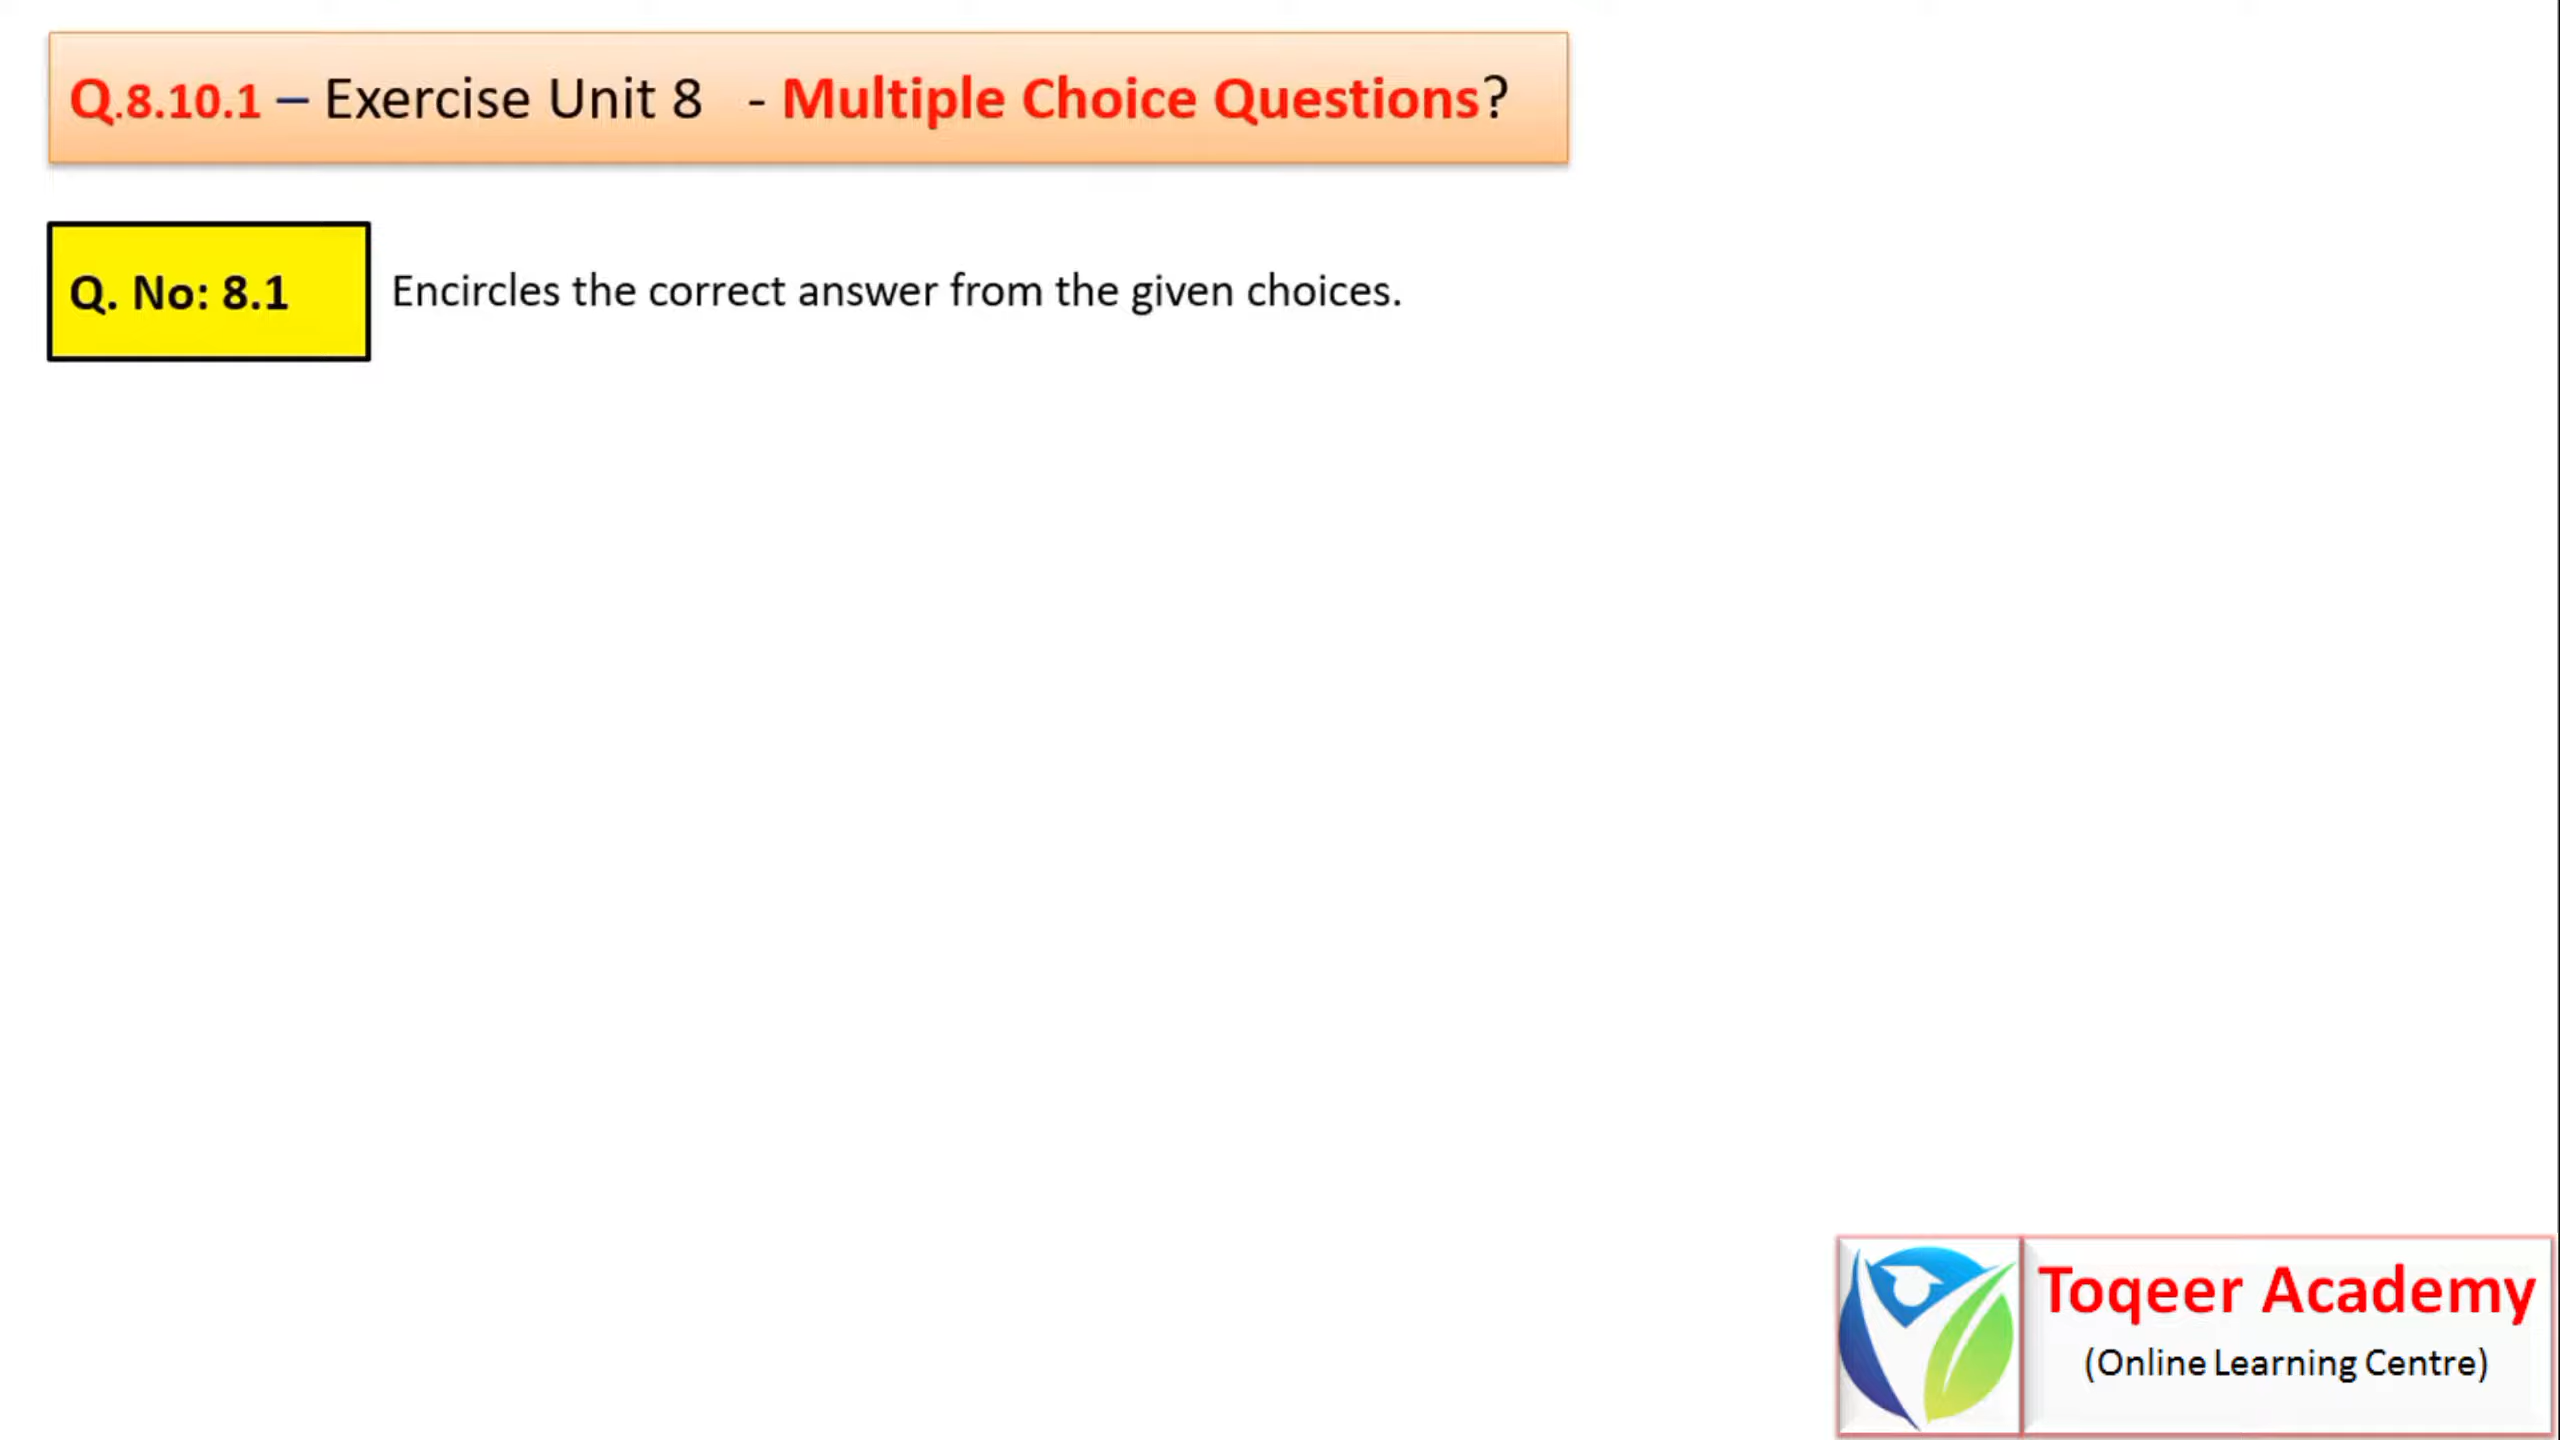 Q.8.10.1 – Exercise Unit 8 - Multiple Choice Questions?
Q. No: 8.1 Encircles the correct answer from the given choices.
Toqeer Academy
(Online Learning Centre)